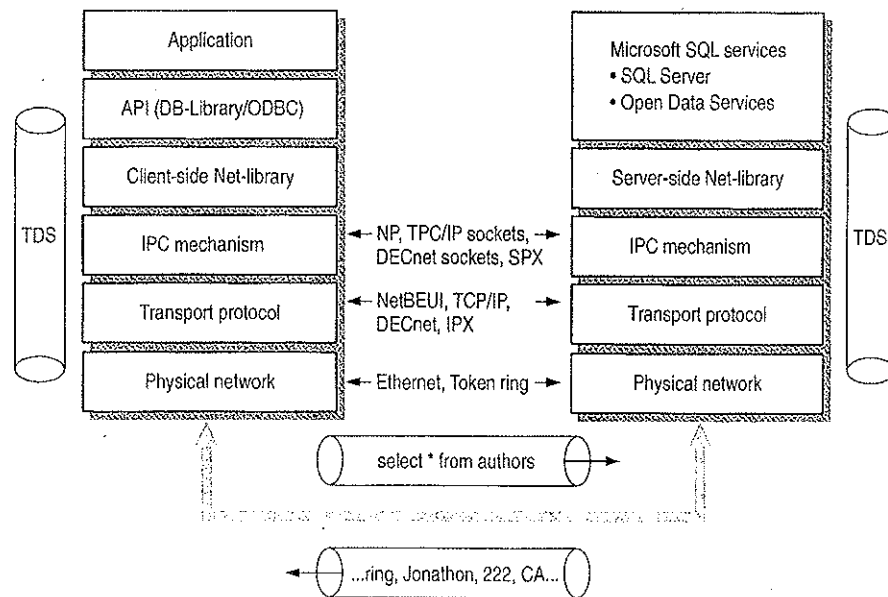 Application
API (DB-Library/ODBC)
Client-side Net-library
IPC mechanism
Transport protocol
Physical network
TDS
NP, TPC/IP sockets,
DECnet sockets, SPX
NetBEUI, TCP/IP,
DECnet, IPX
Ethernet, Token ring
Microsoft SQL services
• SQL Server
• Open Data Services
Server-side Net-library
IPC mechanism
Transport protocol
Physical network
TDS
select * from authors
...ring, Jonathon, 222, CA...